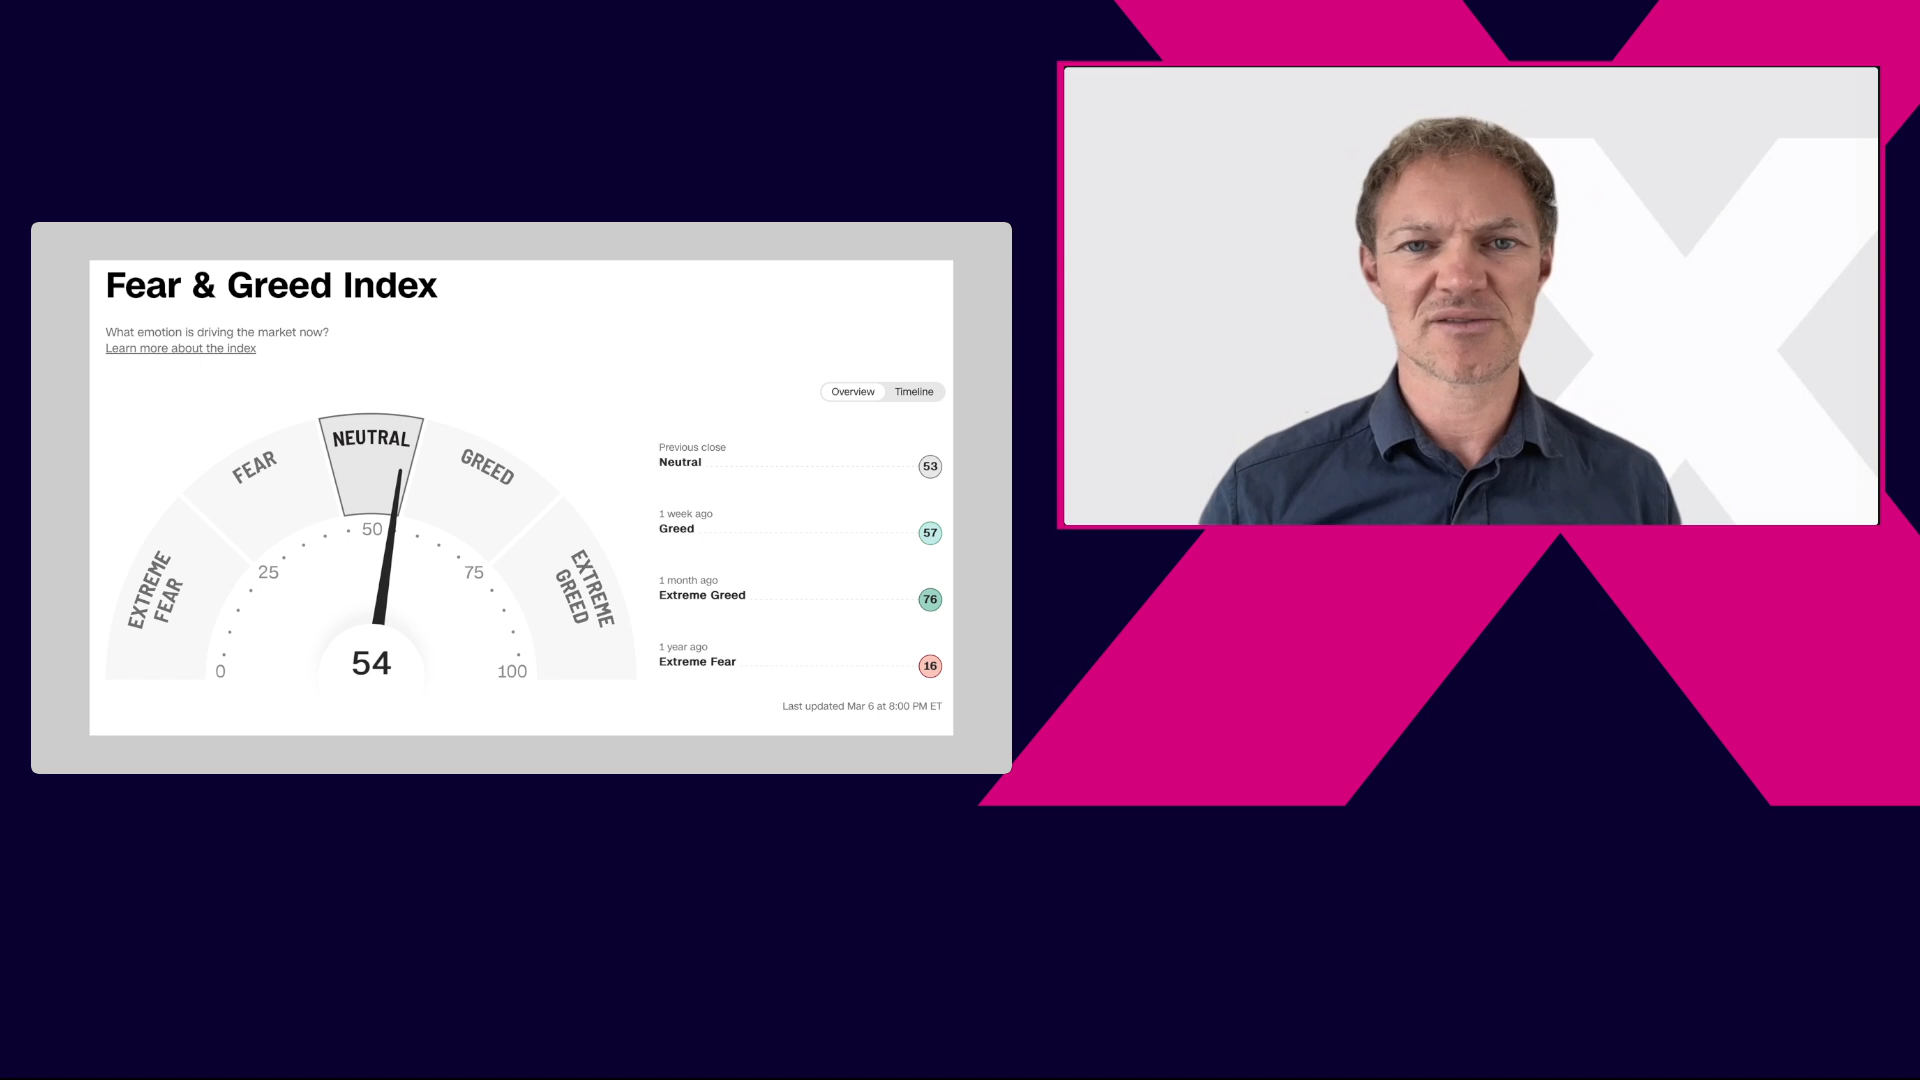 Fear & Greed Index
What emotion is driving the market now?
Learn more about the index
Overview Timeline
EXTREME
FEAR
FEAR
NEUTRAL
GREED
EXTREME
GREED
0
25
50
75
100
54
Previous close
Neutral 53
1 week ago
Greed 57
1 month ago
Extreme Greed 76
1 year ago
Extreme Fear 16
Last updated Mar 6 at 8:00 PM ET